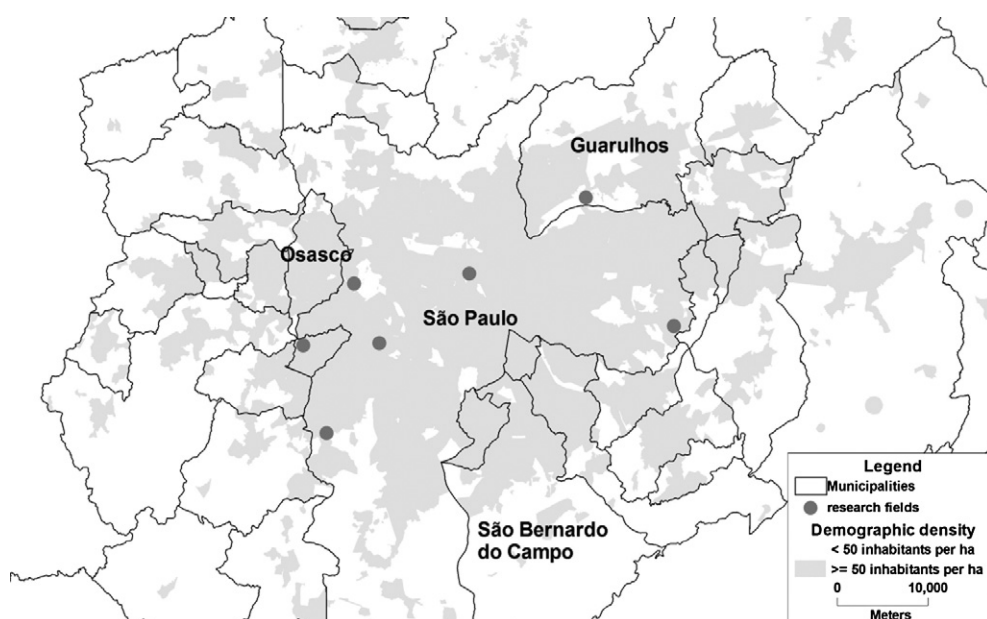 Guarulhos
Osasco
São Paulo
São Bernardo
do Campo
Legend
Municipalities
research fields
Demographic density
< 50 inhabitants per ha
>= 50 inhabitants per ha
0 10,000
Meters